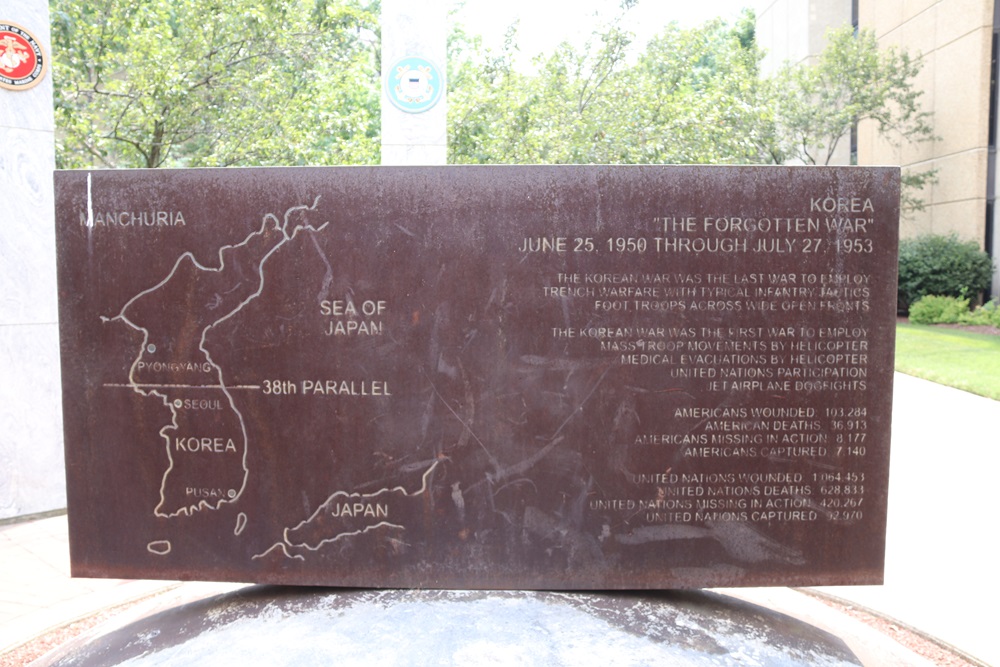 MANCHURIA
SEA OF
JAPAN
PYONGYANG
38th PARALLEL
SEOUL
KOREA
PUSAN
JAPAN
KOREA
"THE FORGOTTEN WAR"
JUNE 25, 1950 THROUGH JULY 27, 1953
THE KOREAN WAR WAS THE LAST WAR TO EMPLOY
TRENCH WARFARE WITH TYPICAL INFANTRY TACTICS
FOOT TROOPS ACROSS WIDE OPEN FRONTS
THE KOREAN WAR WAS THE FIRST WAR TO EMPLOY
MASS TROOP MOVEMENTS BY HELICOPTER
MEDICAL EVACUATIONS BY HELICOPTER
UNITED NATIONS PARTICIPATION
JET AIRPLANE DOGFIGHTS
AMERICANS WOUNDED: 103,284
AMERICAN DEATHS: 36,913
AMERICANS MISSING IN ACTION: 8,177
AMERICANS CAPTURED: 7,140
UNITED NATIONS WOUNDED: 1,064,453
UNITED NATIONS DEATHS: 628,833
UNITED NATIONS MISSING IN ACTION: 420,267
UNITED NATIONS CAPTURED: 92,970